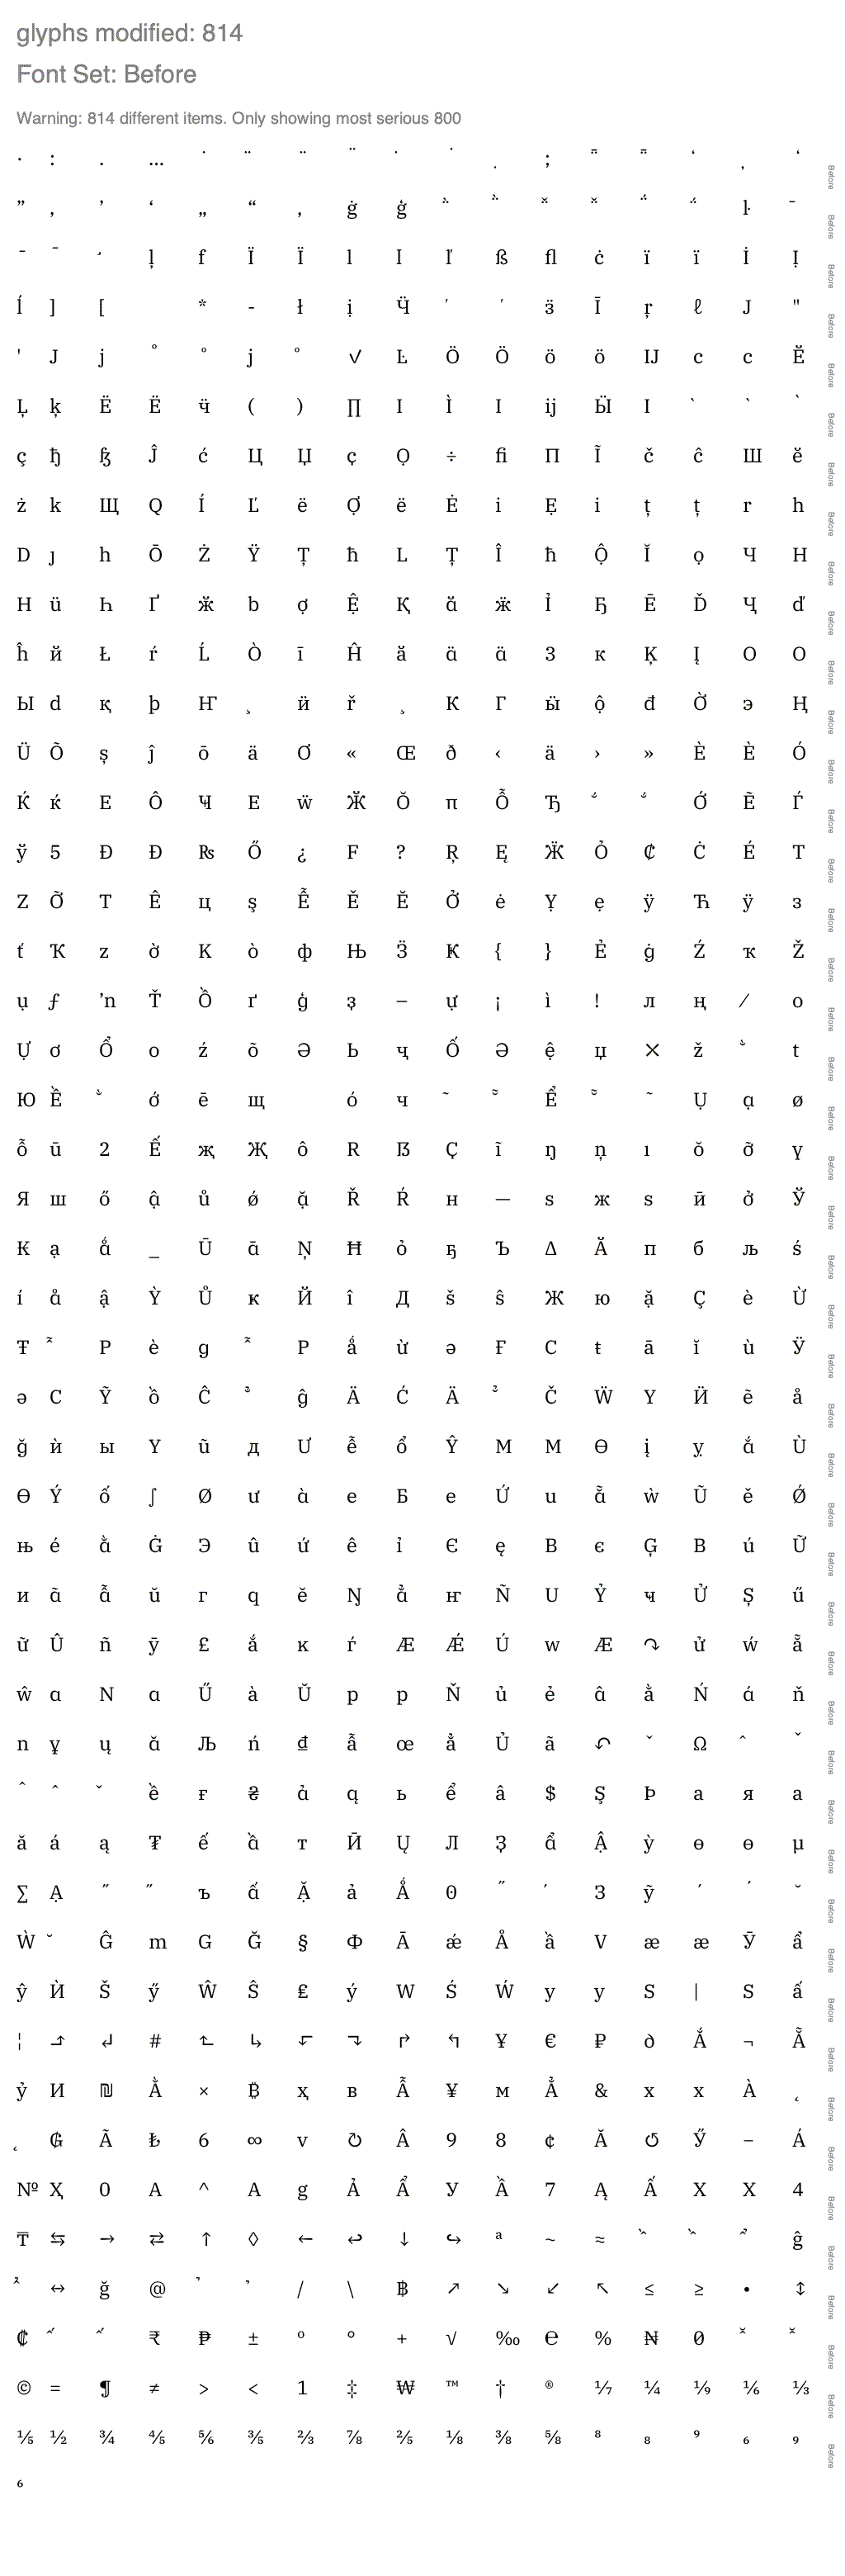 glyphs modified: 814
Font Set: Before
Warning: 814 different items. Only showing most serious 800
· : . … ˙ ¨ ¨ ¨ ˙ ˙ . ; Before
” , ’ ‘ „ “ , ġ ģ ŀ ¯ Before
¯ ¯ ļ f Ï Ï l I ľ ß fl ċ ï ï İ Ị Before
Í ] [ * - ł ị Ӵ ӟ Ī ŗ ℓ J " Before
' J j ˚ ˚ j ˚ √ Ŀ Ö Ö ö ö IJ c c Ӗ Before
Ļ ķ Ë Ё ӵ ( ) ∏ I Ì І ij Ӹ Ӏ ` ` ` Before
ç ђ ꜩ Ĵ ć Ц Џ ҫ Ọ ÷ fi П Ĩ č ĉ Ш ӗ Before
ż k Щ Q Í Ľ ë Ợ ё Ė i Ẹ і ţ ț r h Before
D ȷ h Ō Ż Ÿ Ț ħ L Ţ Î ћ Ộ Ĭ ọ Ч H Before
Н ü Һ Ґ ӂ b ợ Ệ Қ ӑ ӝ Ỉ Ҕ Ē Ď Ҷ ď Before
ĥ й Ł ŕ Ĺ Ò ī Ĥ ă ӓ ä 3 к Ķ Į O О Before
Ы d қ þ Ҥ ¸ ӥ ř ¸ K Г ӹ ộ đ Ờ э Ң Before
Ü Õ ș ĵ ō ä Ơ « Œ ð ‹ ä › » È Ѐ Ó Before
Ќ ќ E Ô Ҹ Е ẅ Ӂ Ŏ п Ỗ Ђ Ớ Ẽ Ѓ Before
ў 5 Đ Ð ₨ Ő ¿ F ? Ŗ Ę Ӝ Ỏ ₡ Ċ É T Before
Z Ỡ Т Ê ц ş Ễ Ě Ĕ Ở ė Ỵ ẹ ÿ Ћ ӱ з Before
ť Ҡ z ờ К ò ф Њ Ӟ Ҝ { } Ẻ ġ Ź ҡ Ž Before
ụ ƒ ’n Ť Ồ ґ ģ ҙ – ự ¡ ì ! л ң ⁄ o Before
Ự ơ Ổ о ź õ Ə Ь ҷ Ố Ә ệ џ × ž t Before
Ю Ề ớ ē щ ó ч ˜ Ể ˜ Ụ ạ ø Before
ỗ ū 2 Ế җ Җ ô R ẞ Ç ĩ ŋ ņ ı ŏ ỡ γ Before
Я ш ő ậ ů ǿ ặ Ř Ŕ н — s ж ѕ ӣ ở Ў Before
Ҝ ạ ǻ _ Ū ā Ņ Ħ ỏ ҕ Ъ ∆ Ӑ п б љ ś Before
í å ậ Ỳ Ů к Й î Д š ŝ Ж ю ặ Ҫ è Ừ Before
Ŧ P ѐ g Р ǻ ừ ə Ғ C ŧ ā ĭ ù Ӱ Before
ә С Ỹ ồ Ĉ ĝ Ä Ć Ӓ Č Ẅ Y Ӥ ẽ å Before
ğ ѝ ы Ү ũ д Ư ễ ổ Ŷ M М Ө į ỵ ắ Ù Before
Ѳ Ý ố ∫ Ø ư à e Б е Ứ u ẵ ẁ Ũ ě Ǿ Before
њ é ằ Ġ Э û ứ ê ỉ Є ę B є Ģ В ú Ữ Before
и ã ẫ ŭ г q ĕ Ŋ ẳ ҥ Ñ U Ỷ ҹ Ử Ș ű Before
ữ Û ñ ȳ £ ắ к ѓ Æ Ǽ Ú w Ӕ ↷ ử ẃ ẵ Before
ŵ ɑ N ɑ Ű à Ŭ p р Ň ủ ẻ â ằ Ń á ň Before
n ұ ų ă Љ ń ₫ ẫ œ ẳ Ủ ã ↶ ˇ Ω ˆ ˇ Before
ˆ ˆ ˇ ề ғ ₴ ả ą ь ể â $ Ş Þ a я а Before
ă á ą ₮ ế ầ т Ӣ Ų Л Ҙ ẩ Ậ ỳ ө ѳ µ Before
∑ Ạ ˝ ˝ ъ ấ Ặ ả Ǻ 0 ˝ ´ З ỹ ´ ´ ˘ Before
Ẁ ˘ Ĝ m G Ğ § Ф Ā ǽ Å ầ V æ ӕ Ӯ ẩ Before
ŷ Ѝ Š ӳ Ŵ Ŝ ₤ ý W Ś Ẃ y у S | Ѕ ấ Before
¦ ⬏ ↲ # ⬑ ↳ ⬐ ↴ ↱ ↰ ¥ € ₽ ∂ Ắ ¬ Ẵ Before
ỷ И ₪ Ằ × ₿ ҳ в Ẫ ¥ м Ẳ & x х À ˛ Before
˛ ₲ Ã ₺ 6 ∞ v ↻ Â 9 8 ¢ Ă ↺ Ӳ − Á Before
№ Ҳ 0 A ^ А g Ả Ẩ У Ầ 7 Ą Ấ X Х 4 Before
₸ ⇆ → ⇄ ↑ ◊ ← ↩ ↓ ↪ ª ~ ≈ ĝ Before
↔ ğ @ / \ ฿ ↗ ↘ ↙ ↖ ≤ ≥ • ↕ Before
₡ ₹ ₱ ± º ° + √ ‰ ℮ % ₦ 0 Before
© = ¶ ≠ > < 1 ‡ ₩ ™ † ® ⅐ ¼ ⅑ ⅙ ⅓ Before
⅕ ½ ¾ ⅘ ⅚ ⅗ ⅔ ⅞ ⅖ ⅛ ⅜ ⅝ ⁸ ₈ ⁹ ₆ ₉ Before
⁶